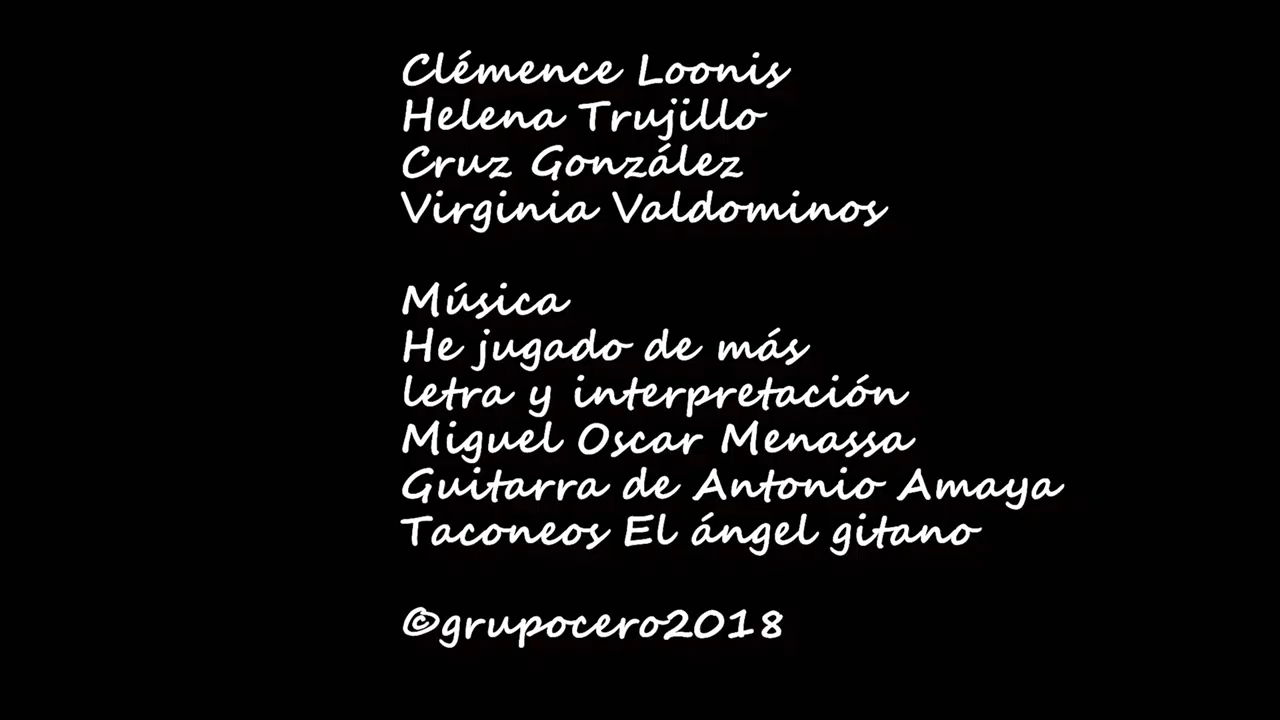 Clémence Loonis
Helena Trujillo
Cruz González
Virginia Valdominos
Música
He jugado de más
letra y interpretación
Miguel Oscar Menassa
Guitarra de Antonio Amaya
Taconeos El ángel gitano
©grupocero2018